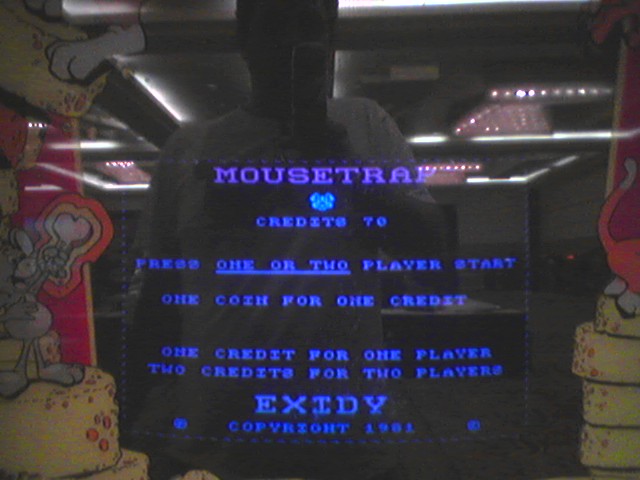 MOUSETRAP
CREDITS 70
PRESS ONE OR TWO PLAYER START
ONE COIN FOR ONE CREDIT
ONE CREDIT FOR ONE PLAYER
TWO CREDITS FOR TWO PLAYERS
EXIDY
© COPYRIGHT 1981 ©